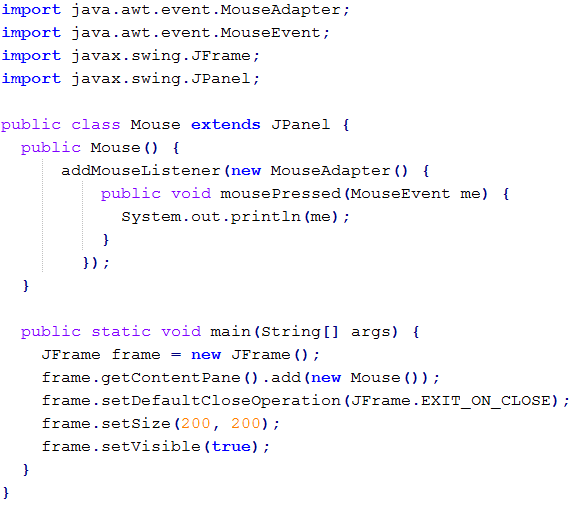 import java.awt.event.MouseAdapter;
import java.awt.event.MouseEvent;
import javax.swing.JFrame;
import javax.swing.JPanel;

public class Mouse extends JPanel {
  public Mouse() {
      addMouseListener(new MouseAdapter() {
          public void mousePressed(MouseEvent me) {
            System.out.println(me);
          }
        });
  }

  public static void main(String[] args) {
    JFrame frame = new JFrame();
    frame.getContentPane().add(new Mouse());
    frame.setDefaultCloseOperation(JFrame.EXIT_ON_CLOSE);
    frame.setSize(200, 200);
    frame.setVisible(true);
  }
}